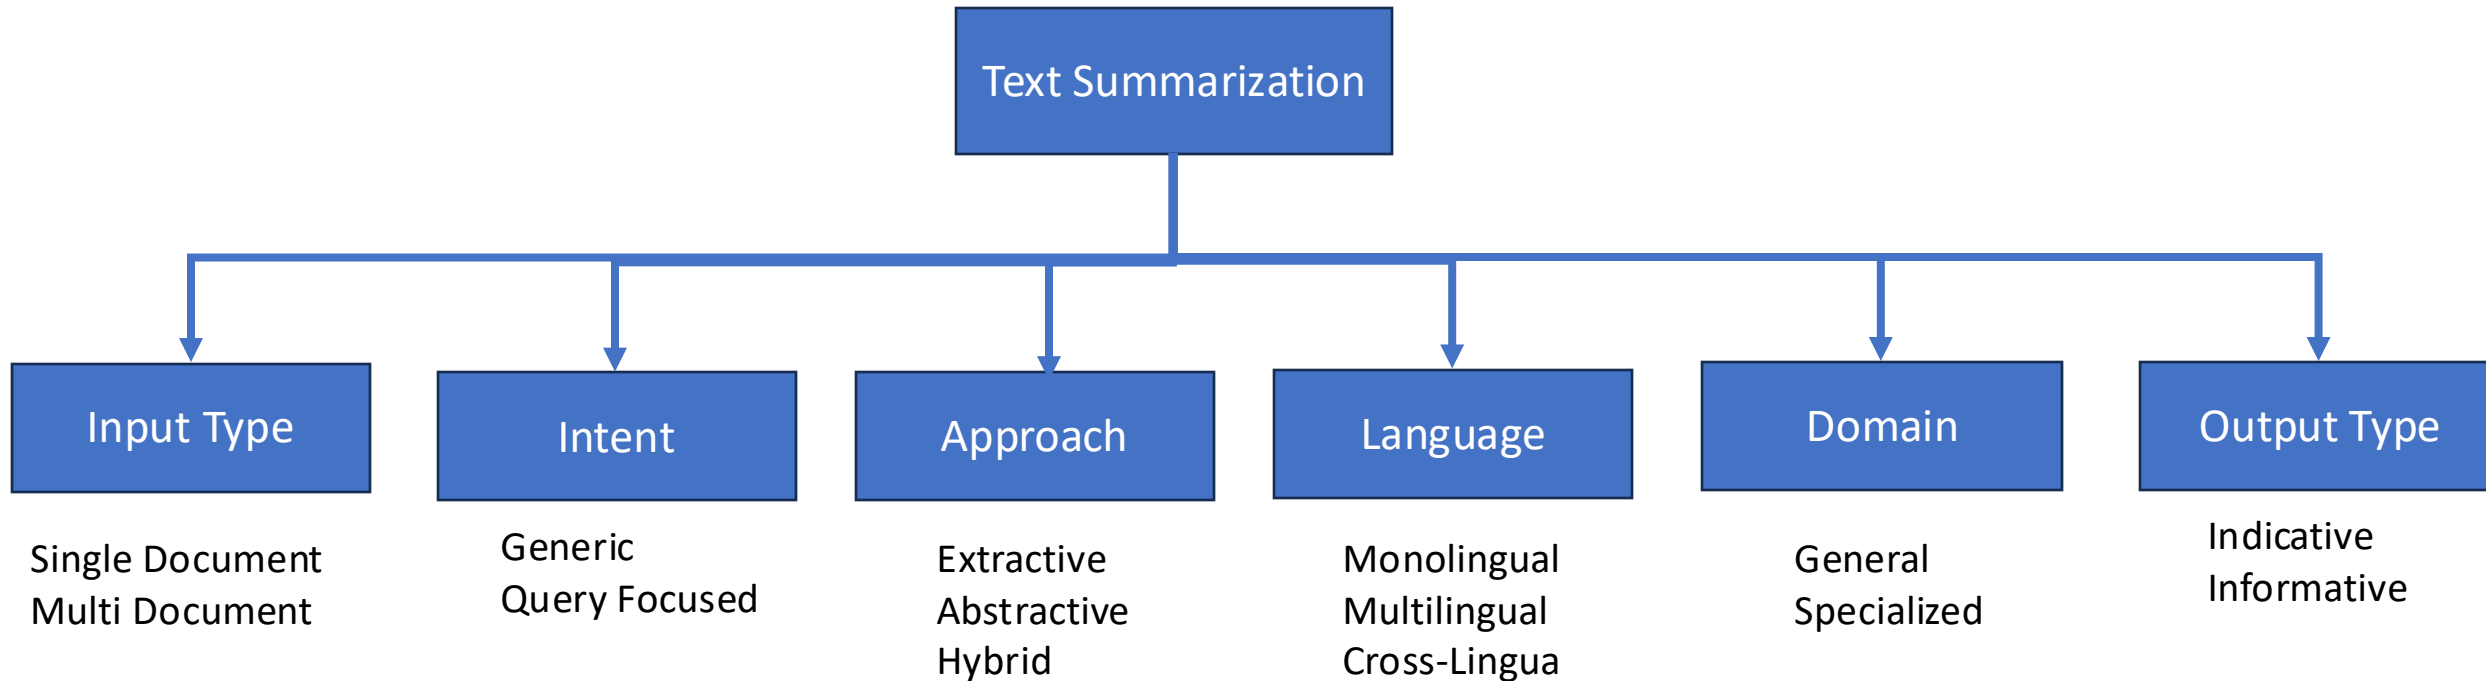 Text Summarization
Input Type
Single Document
Multi Document
Intent
Generic
Query Focused
Approach
Extractive
Abstractive
Hybrid
Language
Monolingual
Multilingual
Cross-Lingua
Domain
General
Specialized
Output Type
Indicative
Informative